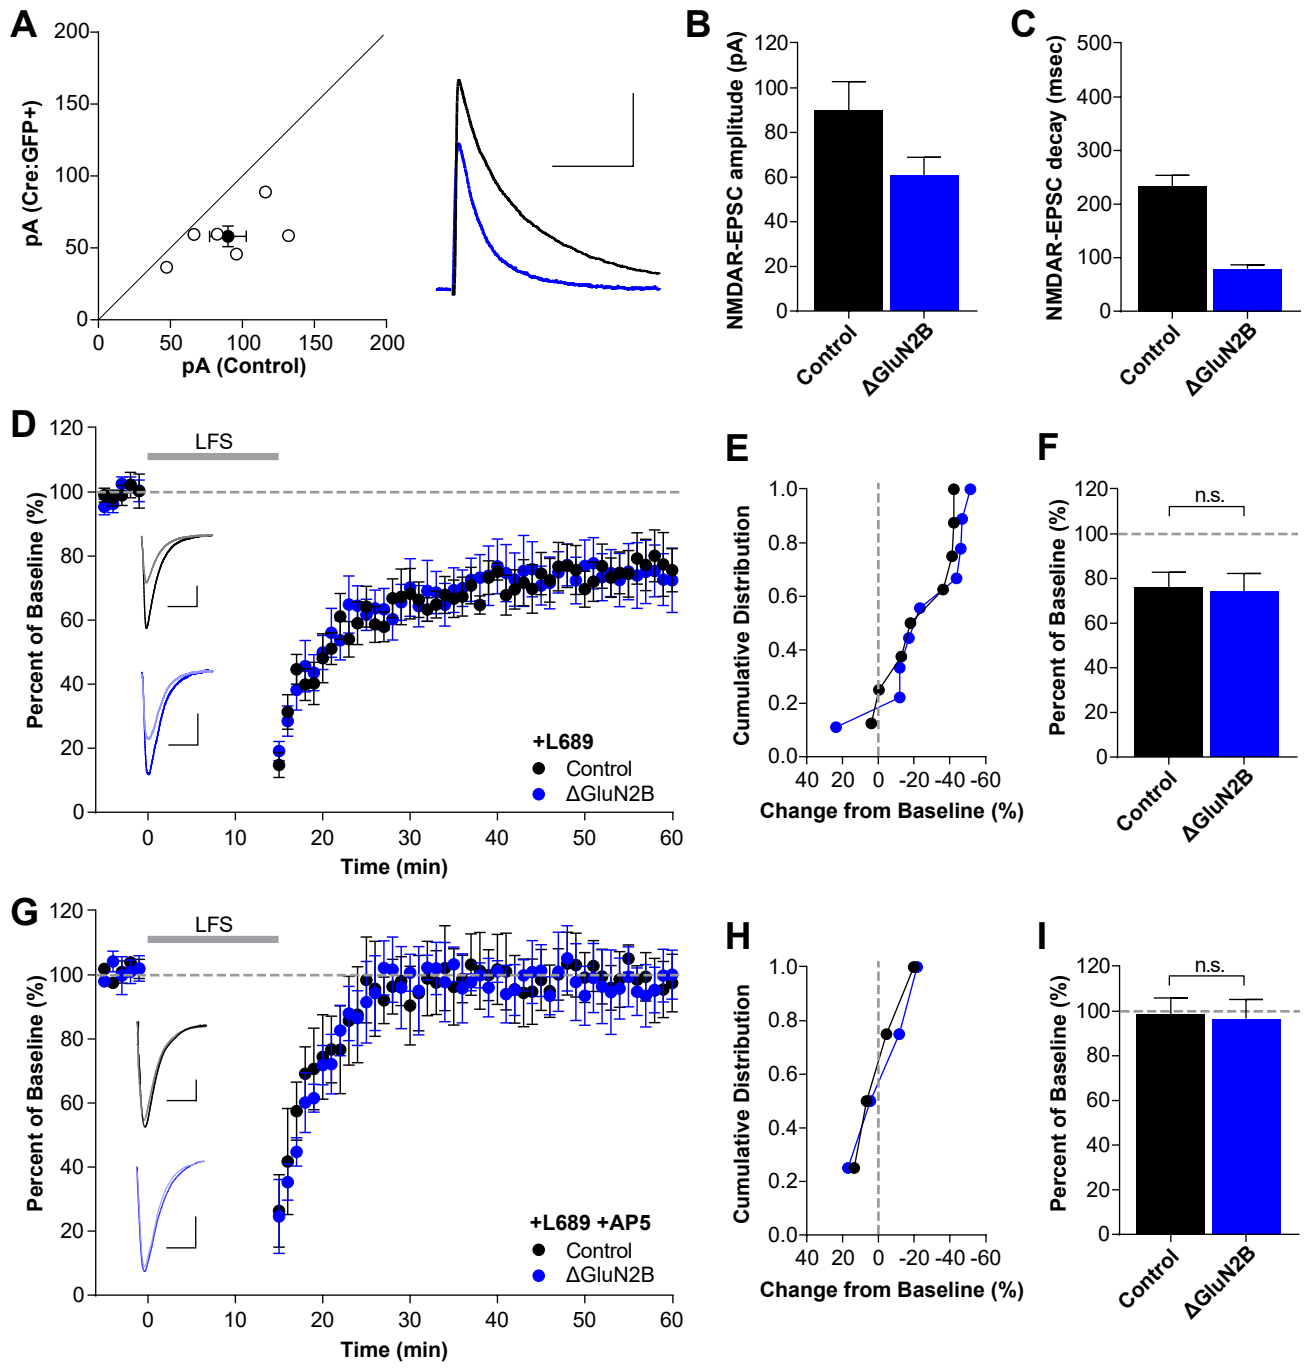 A
200
150
100
50
0
pA (Cre:GFP+)
0 50 100 150 200
pA (Control)
B
120
100
80
60
40
20
0
NMDAR-EPSC amplitude (pA)
Control
ΔGluN2B
C
500
400
300
200
100
0
NMDAR-EPSC decay (msec)
Control
ΔGluN2B
D
120
100
80
60
40
20
0
Percent of Baseline (%)
LFS
+L689
Control
ΔGluN2B
0 10 20 30 40 50 60
Time (min)
E
1.0
0.8
0.6
0.4
0.2
0.0
Cumulative Distribution
40 20 0 -20 -40 -60
Change from Baseline (%)
F
120
100
80
60
40
20
0
Percent of Baseline (%)
n.s.
Control
ΔGluN2B
G
120
100
80
60
40
20
0
Percent of Baseline (%)
LFS
+L689 +AP5
Control
ΔGluN2B
0 10 20 30 40 50 60
Time (min)
H
1.0
0.8
0.6
0.4
0.2
0.0
Cumulative Distribution
40 20 0 -20 -40 -60
Change from Baseline (%)
I
120
100
80
60
40
20
0
Percent of Baseline (%)
n.s.
Control
ΔGluN2B